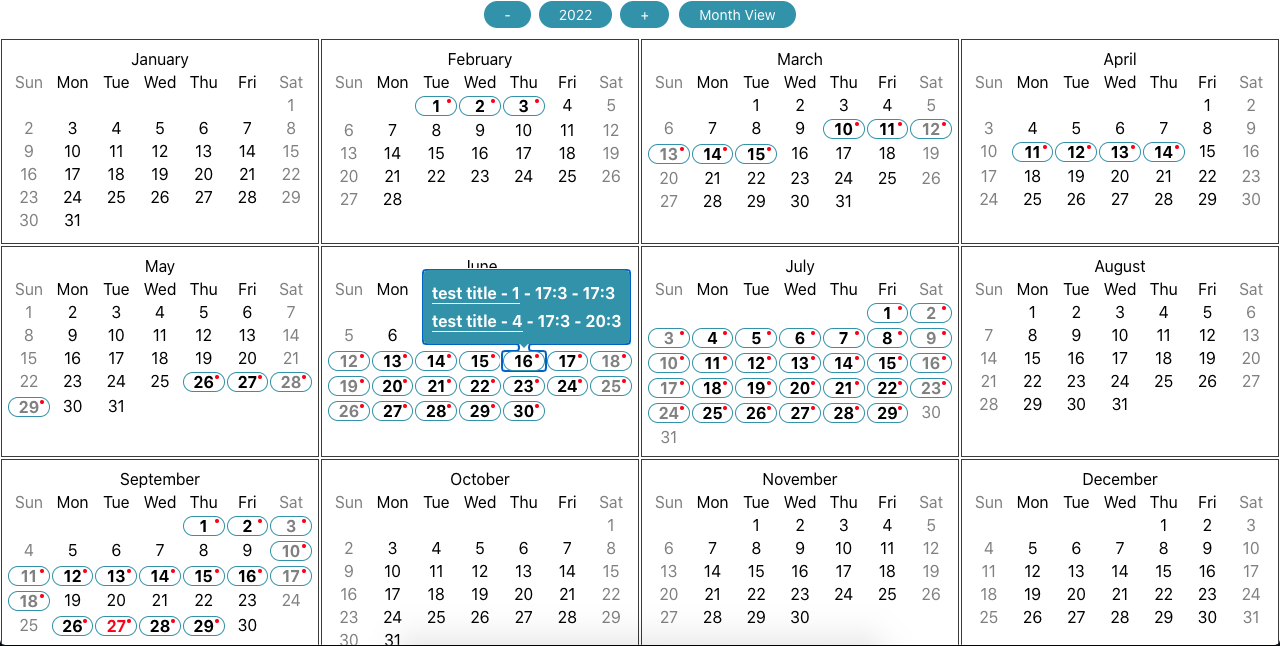 - 2022 + Month View
January
Sun Mon Tue Wed Thu Fri Sat
1
2 3 4 5 6 7 8
9 10 11 12 13 14 15
16 17 18 19 20 21 22
23 24 25 26 27 28 29
30 31
February
Sun Mon Tue Wed Thu Fri Sat
1 2 3 4 5
6 7 8 9 10 11 12
13 14 15 16 17 18 19
20 21 22 23 24 25 26
27 28
March
Sun Mon Tue Wed Thu Fri Sat
1 2 3 4 5
6 7 8 9 10 11 12
13 14 15 16 17 18 19
20 21 22 23 24 25 26
27 28 29 30 31
April
Sun Mon Tue Wed Thu Fri Sat
1 2
3 4 5 6 7 8 9
10 11 12 13 14 15 16
17 18 19 20 21 22 23
24 25 26 27 28 29 30
May
Sun Mon Tue Wed Thu Fri Sat
1 2 3 4 5 6 7
8 9 10 11 12 13 14
15 16 17 18 19 20 21
22 23 24 25 26 27 28
29 30 31
June
Sun Mon
test title - 1 - 17:3 - 17:3
test title - 4 - 17:3 - 20:3
5 6
12 13 14 15 16 17 18
19 20 21 22 23 24 25
26 27 28 29 30
July
Sun Mon Tue Wed Thu Fri Sat
1 2
3 4 5 6 7 8 9
10 11 12 13 14 15 16
17 18 19 20 21 22 23
24 25 26 27 28 29 30
31
August
Sun Mon Tue Wed Thu Fri Sat
1 2 3 4 5 6
7 8 9 10 11 12 13
14 15 16 17 18 19 20
21 22 23 24 25 26 27
28 29 30 31
September
Sun Mon Tue Wed Thu Fri Sat
1 2 3
4 5 6 7 8 9 10
11 12 13 14 15 16 17
18 19 20 21 22 23 24
25 26 27 28 29 30
October
Sun Mon Tue Wed Thu Fri Sat
1
2 3 4 5 6 7 8
9 10 11 12 13 14 15
16 17 18 19 20 21 22
23 24 25 26 27 28 29
30 31
November
Sun Mon Tue Wed Thu Fri Sat
1 2 3 4 5
6 7 8 9 10 11 12
13 14 15 16 17 18 19
20 21 22 23 24 25 26
27 28 29 30
December
Sun Mon Tue Wed Thu Fri Sat
1 2 3
4 5 6 7 8 9 10
11 12 13 14 15 16 17
18 19 20 21 22 23 24
25 26 27 28 29 30 31